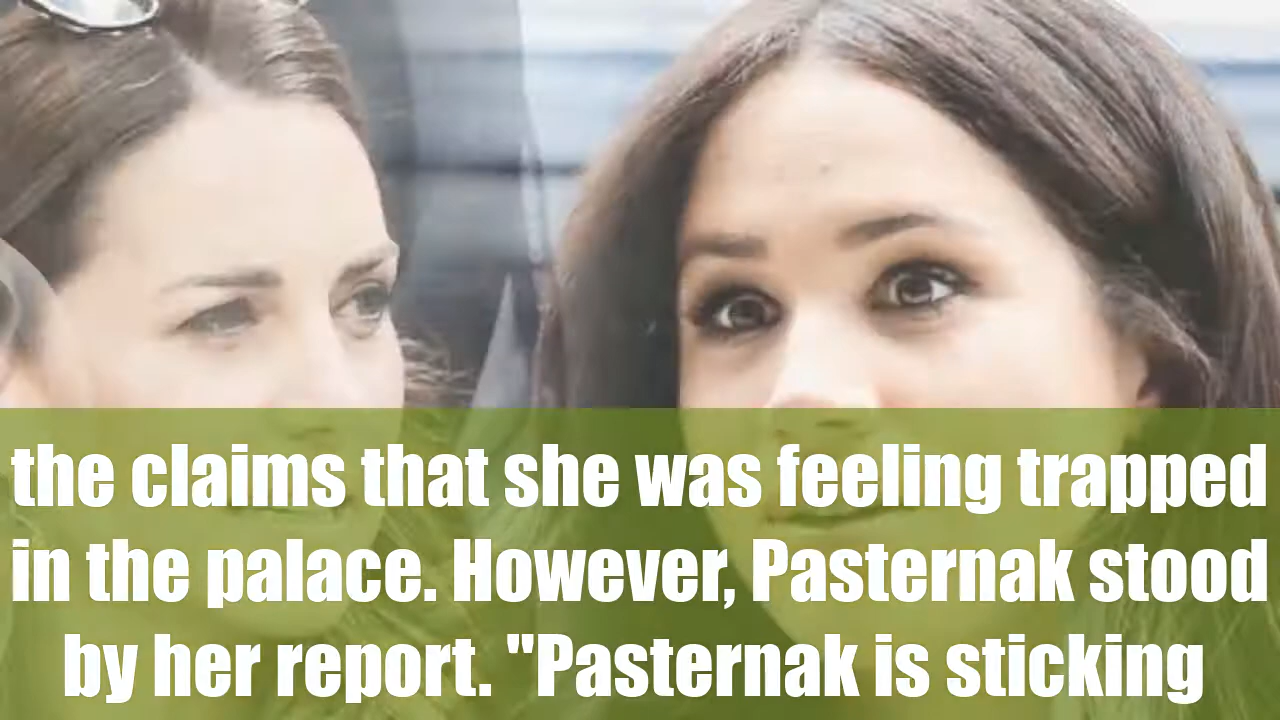 the claims that she was feeling trapped
in the palace. However, Pasternak stood
by her report. "Pasternak is sticking